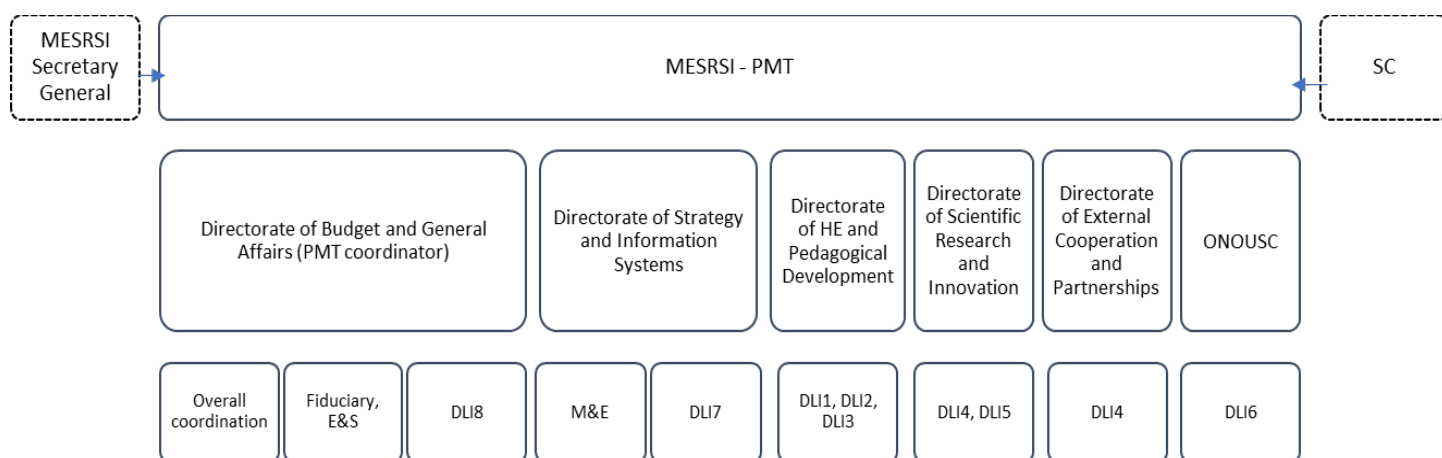 MESRSI
Secretary
General
MESRSI - PMT
SC
Directorate of Budget and General
Affairs (PMT coordinator)
Directorate of Strategy
and Information
Systems
Directorate
of HE and
Pedagogical
Development
Directorate
of Scientific
Research
and
Innovation
Directorate
of External
Cooperation
and
Partnerships
ONOUSC
Overall
coordination
Fiduciary,
E&S
DLI8
M&E
DLI7
DLI1, DLI2,
DLI3
DLI4, DLI5
DLI4
DLI6